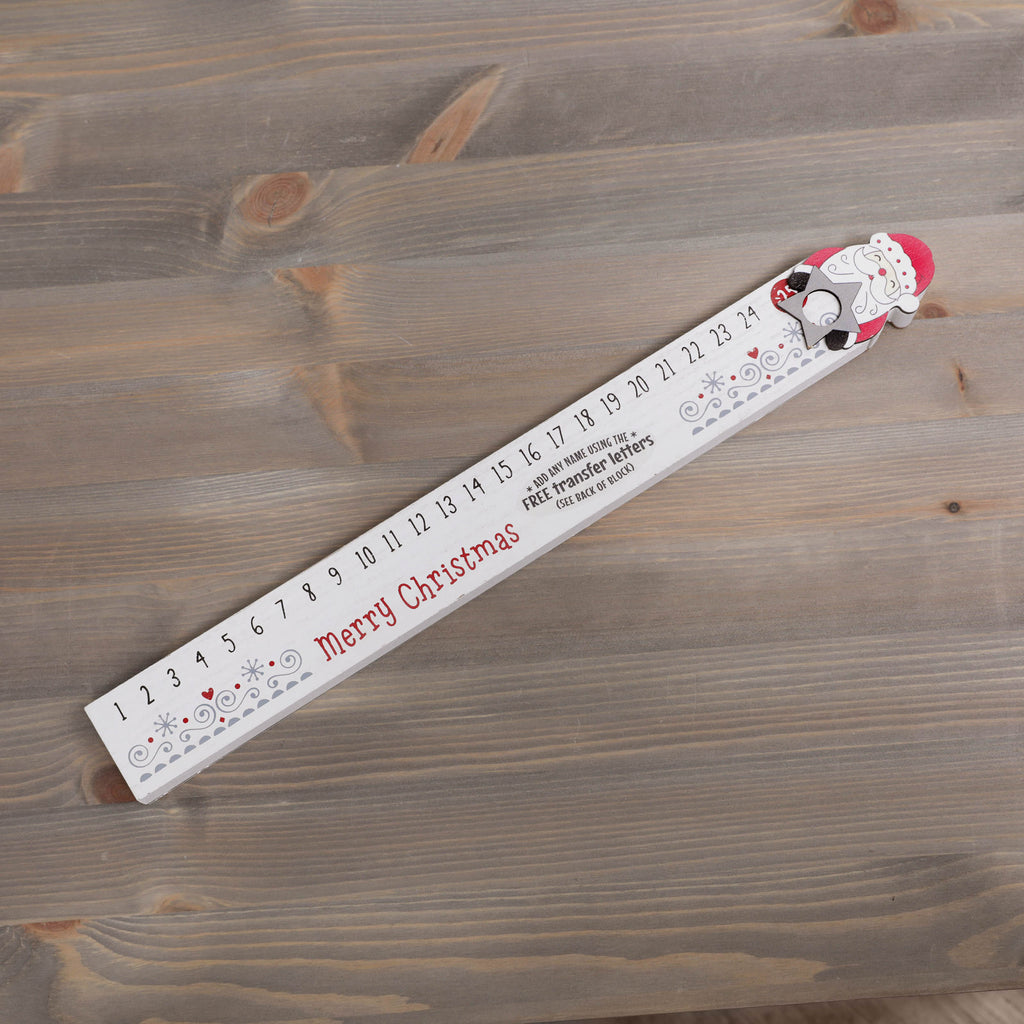 1 2 3 4 5 6 7 8 9 10 11 12 13 14 15 16 17 18 19 20 21 22 23 24 25
Merry Christmas
* ADD ANY NAME USING THE *
FREE transfer letters
(SEE BACK OF BLOCK)